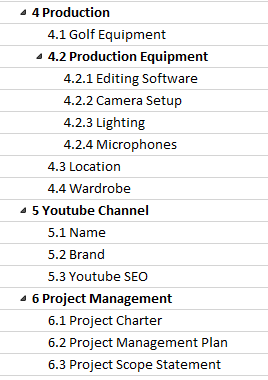 4 Production
4.1 Golf Equipment
4.2 Production Equipment
4.2.1 Editing Software
4.2.2 Camera Setup
4.2.3 Lighting
4.2.4 Microphones
4.3 Location
4.4 Wardrobe
5 Youtube Channel
5.1 Name
5.2 Brand
5.3 Youtube SEO
6 Project Management
6.1 Project Charter
6.2 Project Management Plan
6.3 Project Scope Statement